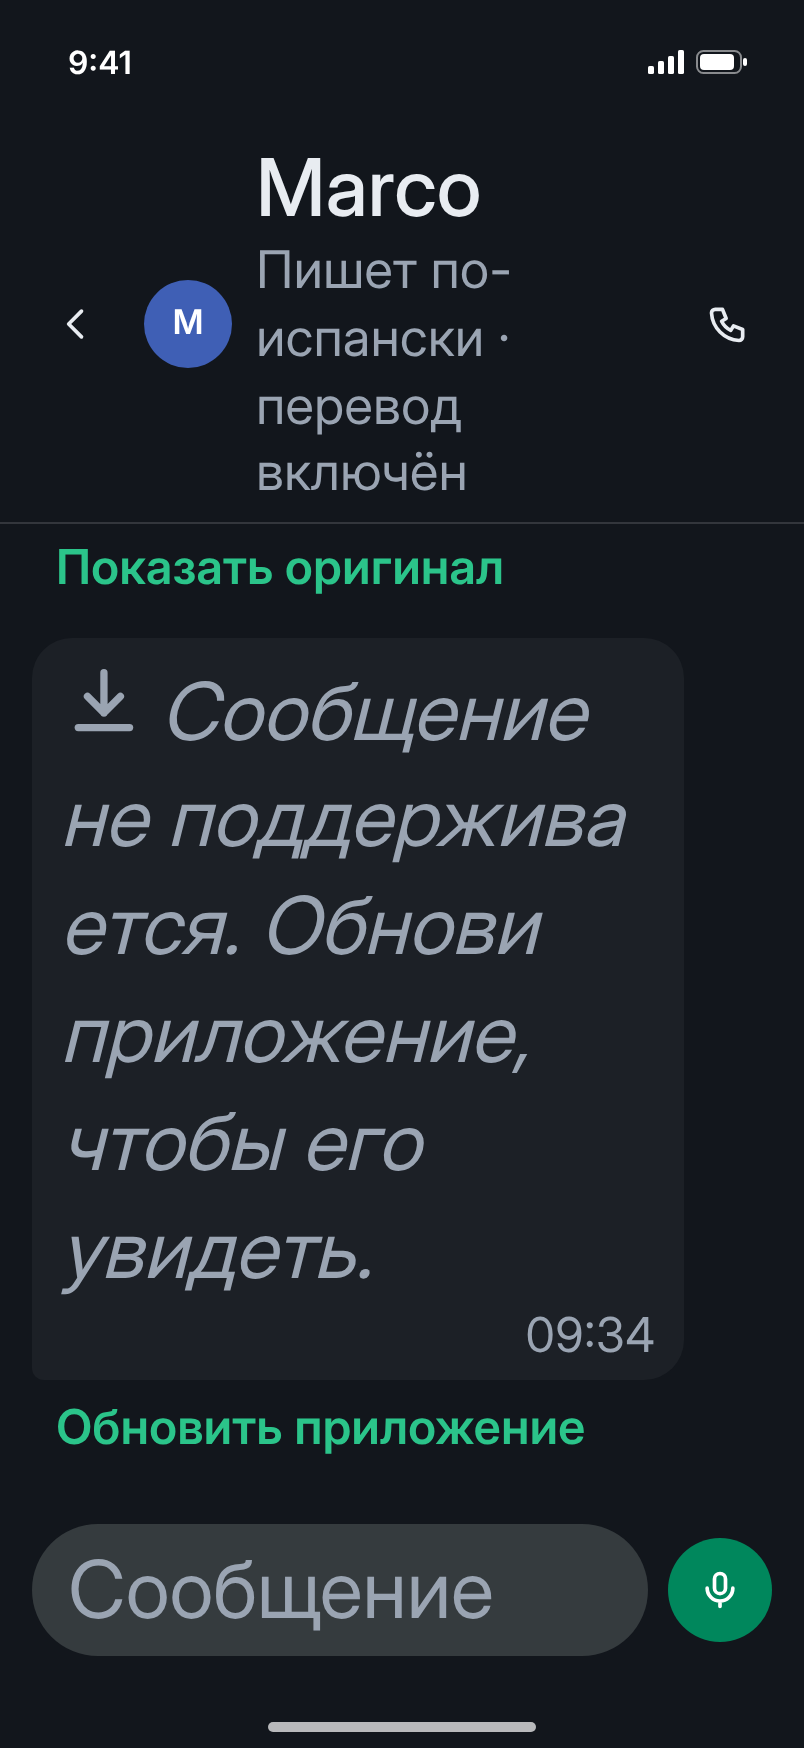 9:41
Marco
M
Пишет по-
испански ·
перевод
включён
Показать оригинал
Сообщение
не поддержива
ется. Обнови
приложение,
чтобы его
увидеть.
09:34
Обновить приложение
Сообщение